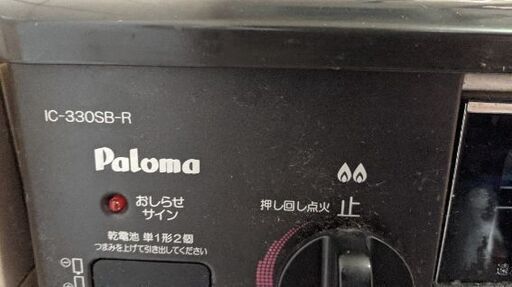 IC-330SB-R
Paloma
おしらせ
サイン
押し回し点火 止
乾電池 単1形2個
つまみを上げて引き出してください